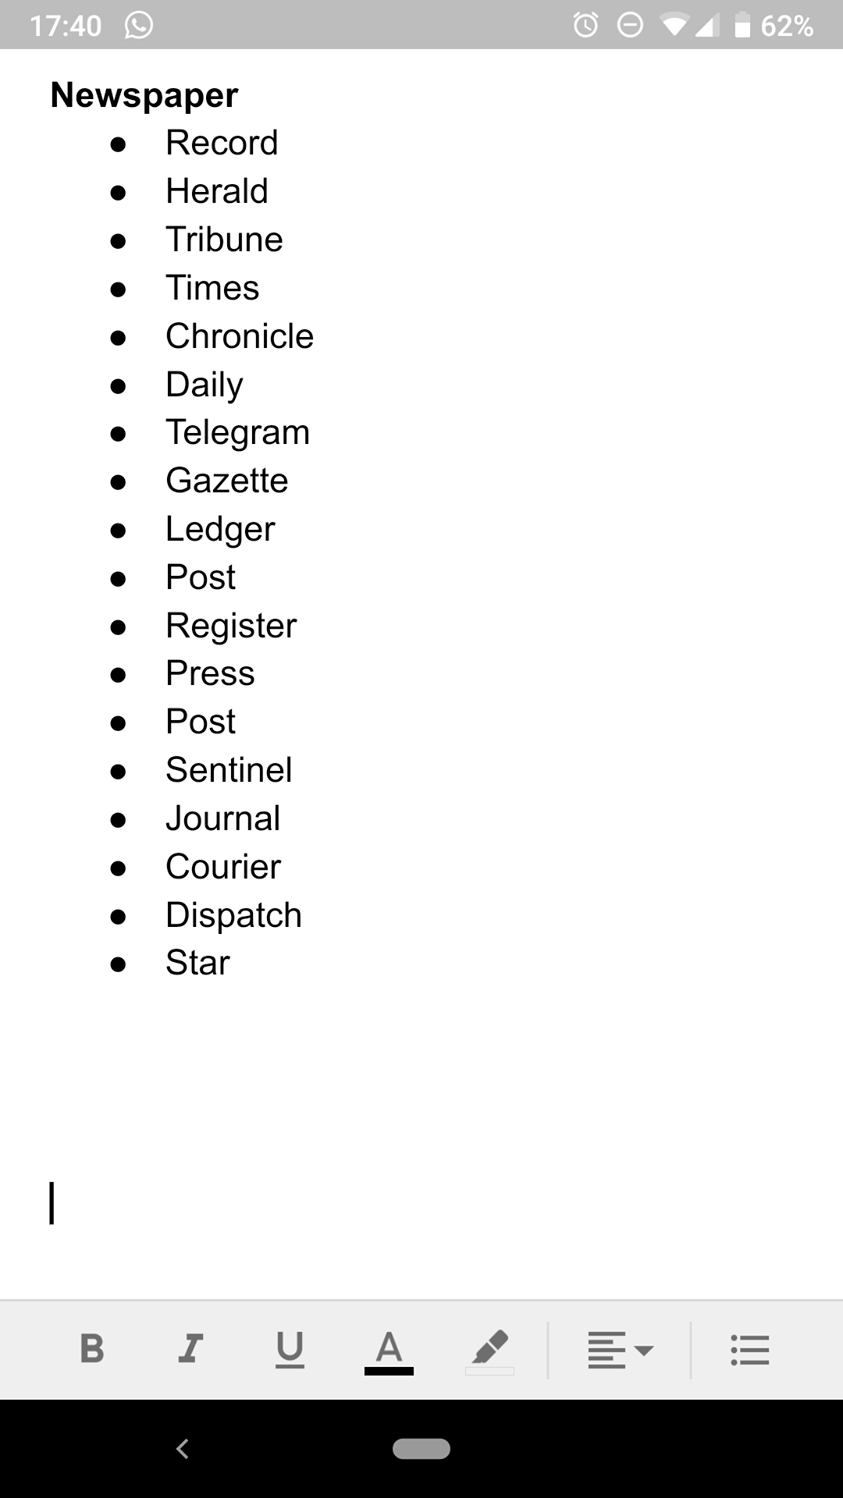 17:40 62%
Newspaper
● Record
● Herald
● Tribune
● Times
● Chronicle
● Daily
● Telegram
● Gazette
● Ledger
● Post
● Register
● Press
● Post
● Sentinel
● Journal
● Courier
● Dispatch
● Star
B I U A